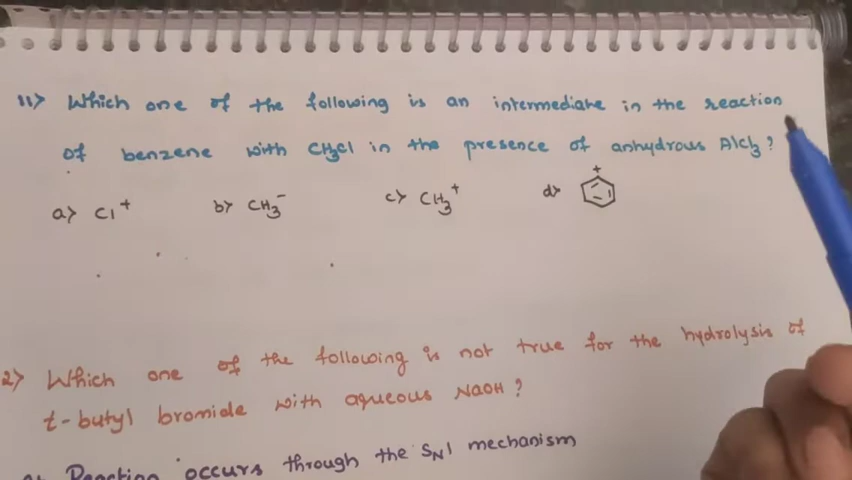 11> Which one of the following is an intermediate in the reaction
of benzene with CH3Cl in the presence of anhydrous AlCl3?
a> Cl+ b> CH3- c> CH3+ d> +
2> Which one of the following is not true for the hydrolysis of
t-butyl bromide with aqueous NaOH?
Reaction occurs through the SN1 mechanism